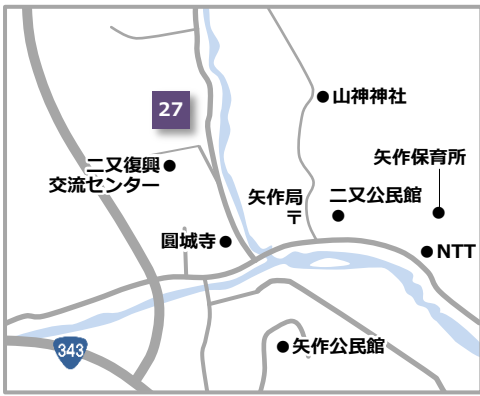 27
山神神社
矢作保育所
二又復興
交流センター
矢作局
〒
二又公民館
圓城寺
NTT
343
矢作公民館